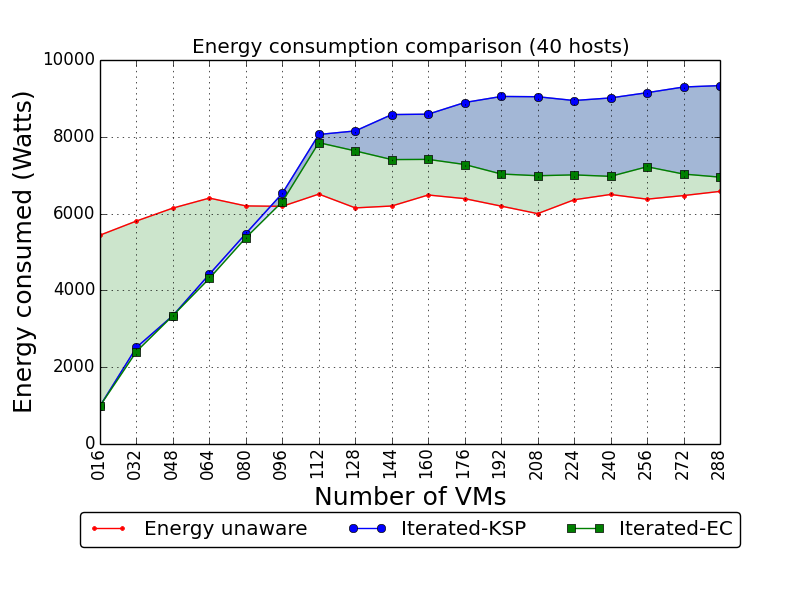 Energy consumption comparison (40 hosts)
Energy consumed (Watts)
10000
8000
6000
4000
2000
0
016 032 048 064 080 096 112 128 144 160 176 192 208 224 240 256 272 288
Number of VMs
Energy unaware Iterated-KSP Iterated-EC